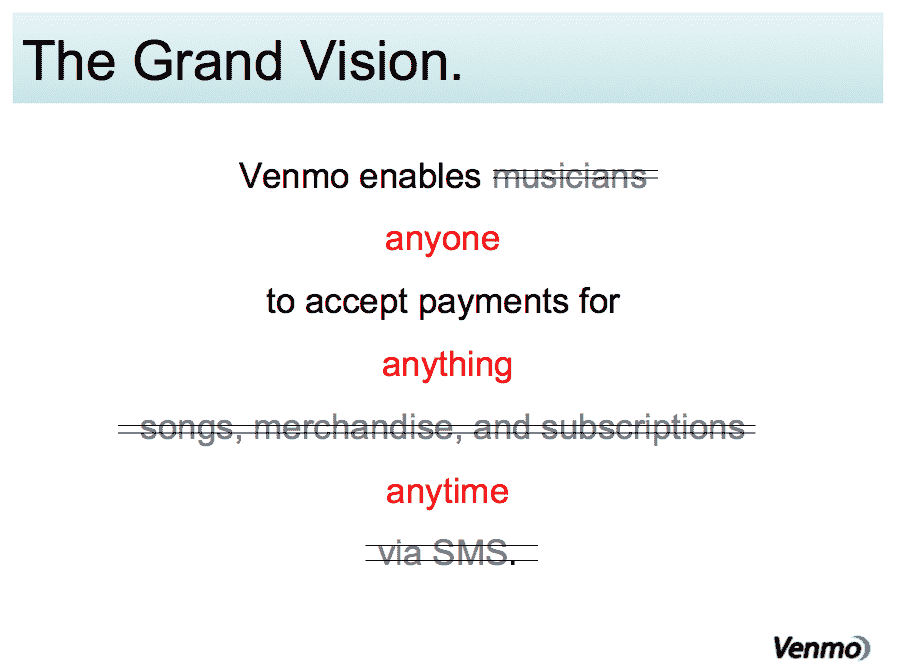 The Grand Vision.
Venmo enables musicians
anyone
to accept payments for
anything
songs, merchandise, and subscriptions
anytime
via SMS.
Venmo